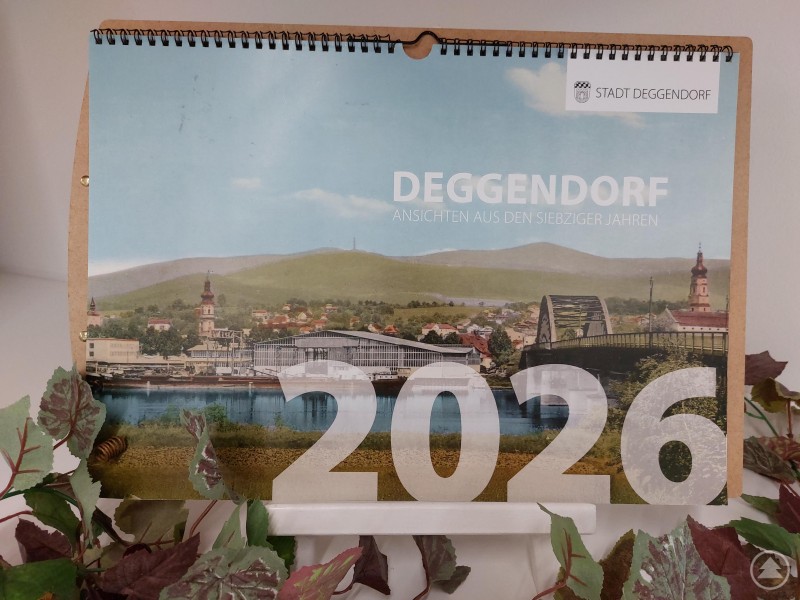 STADT DEGGENDORF
DEGGENDORF
ANSICHTEN AUS DEN SIEBZIGER JAHREN
2026